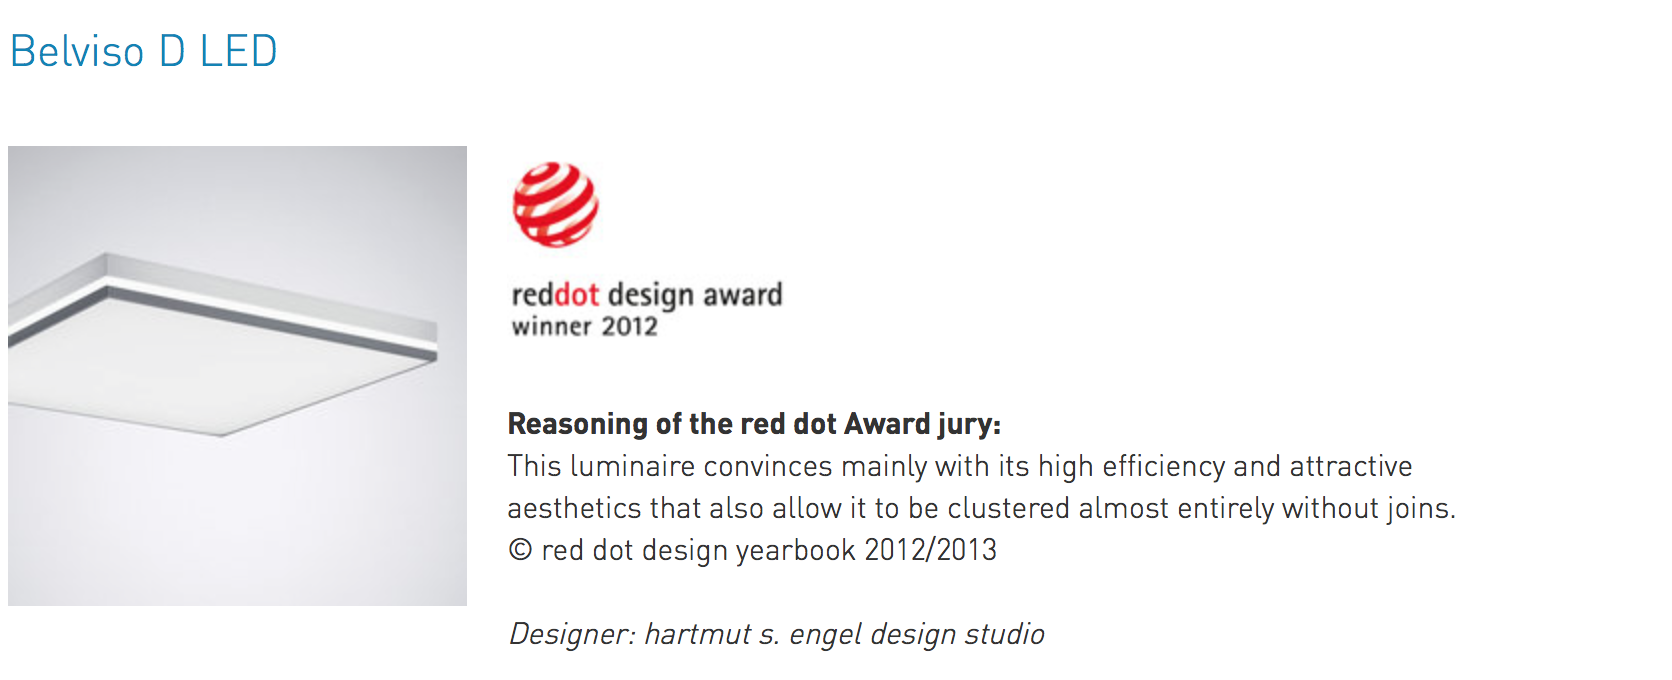 Belviso D LED
reddot design award
winner 2012
Reasoning of the red dot Award jury:
This luminaire convinces mainly with its high efficiency and attractive
aesthetics that also allow it to be clustered almost entirely without joins.
© red dot design yearbook 2012/2013
Designer: hartmut s. engel design studio